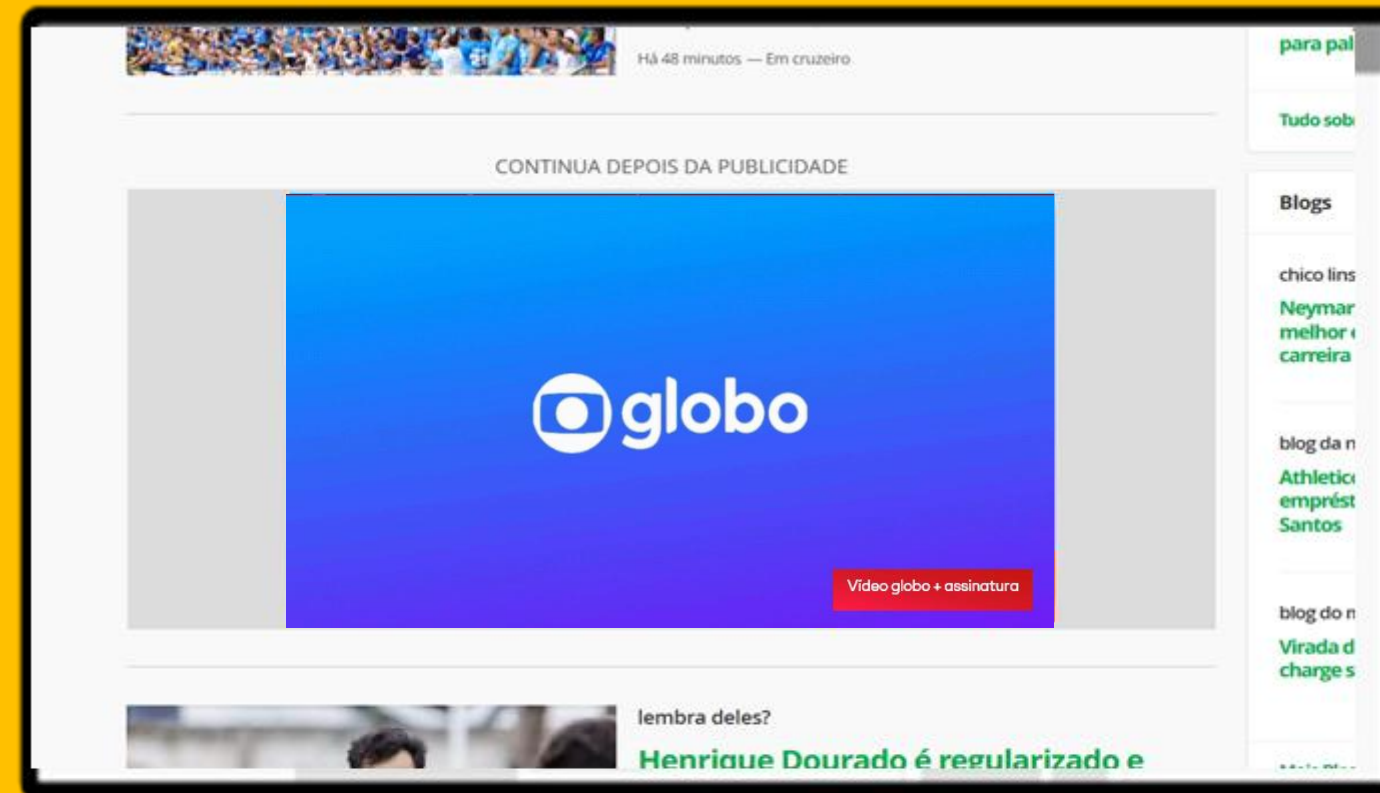 Há 48 minutos — Em cruzeiro
CONTINUA DEPOIS DA PUBLICIDADE
globo
Vídeo globo + assinatura
lembra deles?
Henrique Dourado é regularizado e
para pal
Tudo sob
Blogs
chico lins
Neymar
melhor
carreira
blog da n
Athletic
emprést
Santos
blog do n
Virada d
charge s